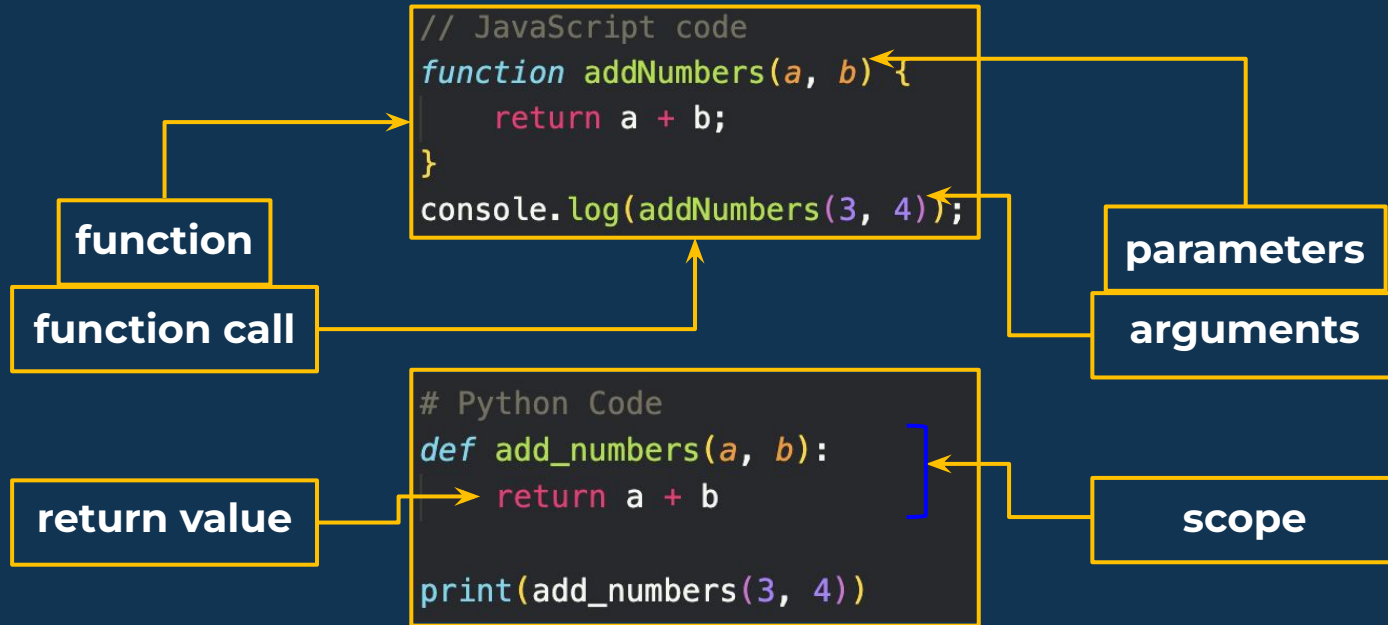 // JavaScript code
function addNumbers(a, b) {
return a + b;
}
console.log(addNumbers(3, 4));
function
function call
parameters
arguments
# Python Code
def add_numbers(a, b):
return a + b
print(add_numbers(3, 4))
return value
scope